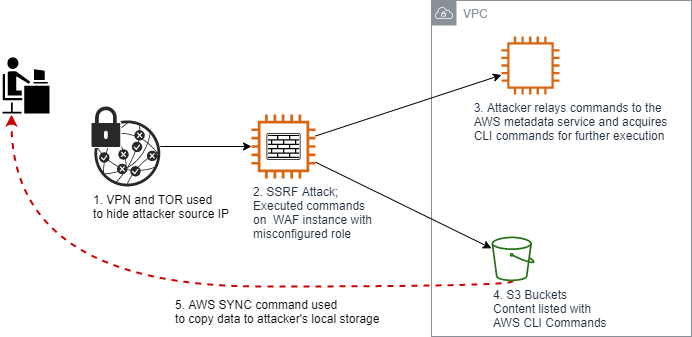 VPC
3. Attacker relays commands to the
AWS metadata service and acquires
CLI commands for further execution
1. VPN and TOR used
to hide attacker source IP
2. SSRF Attack;
Executed commands
on WAF instance with
misconfigured role
4. S3 Buckets
Content listed with
AWS CLI Commands
5. AWS SYNC command used
to copy data to attacker's local storage